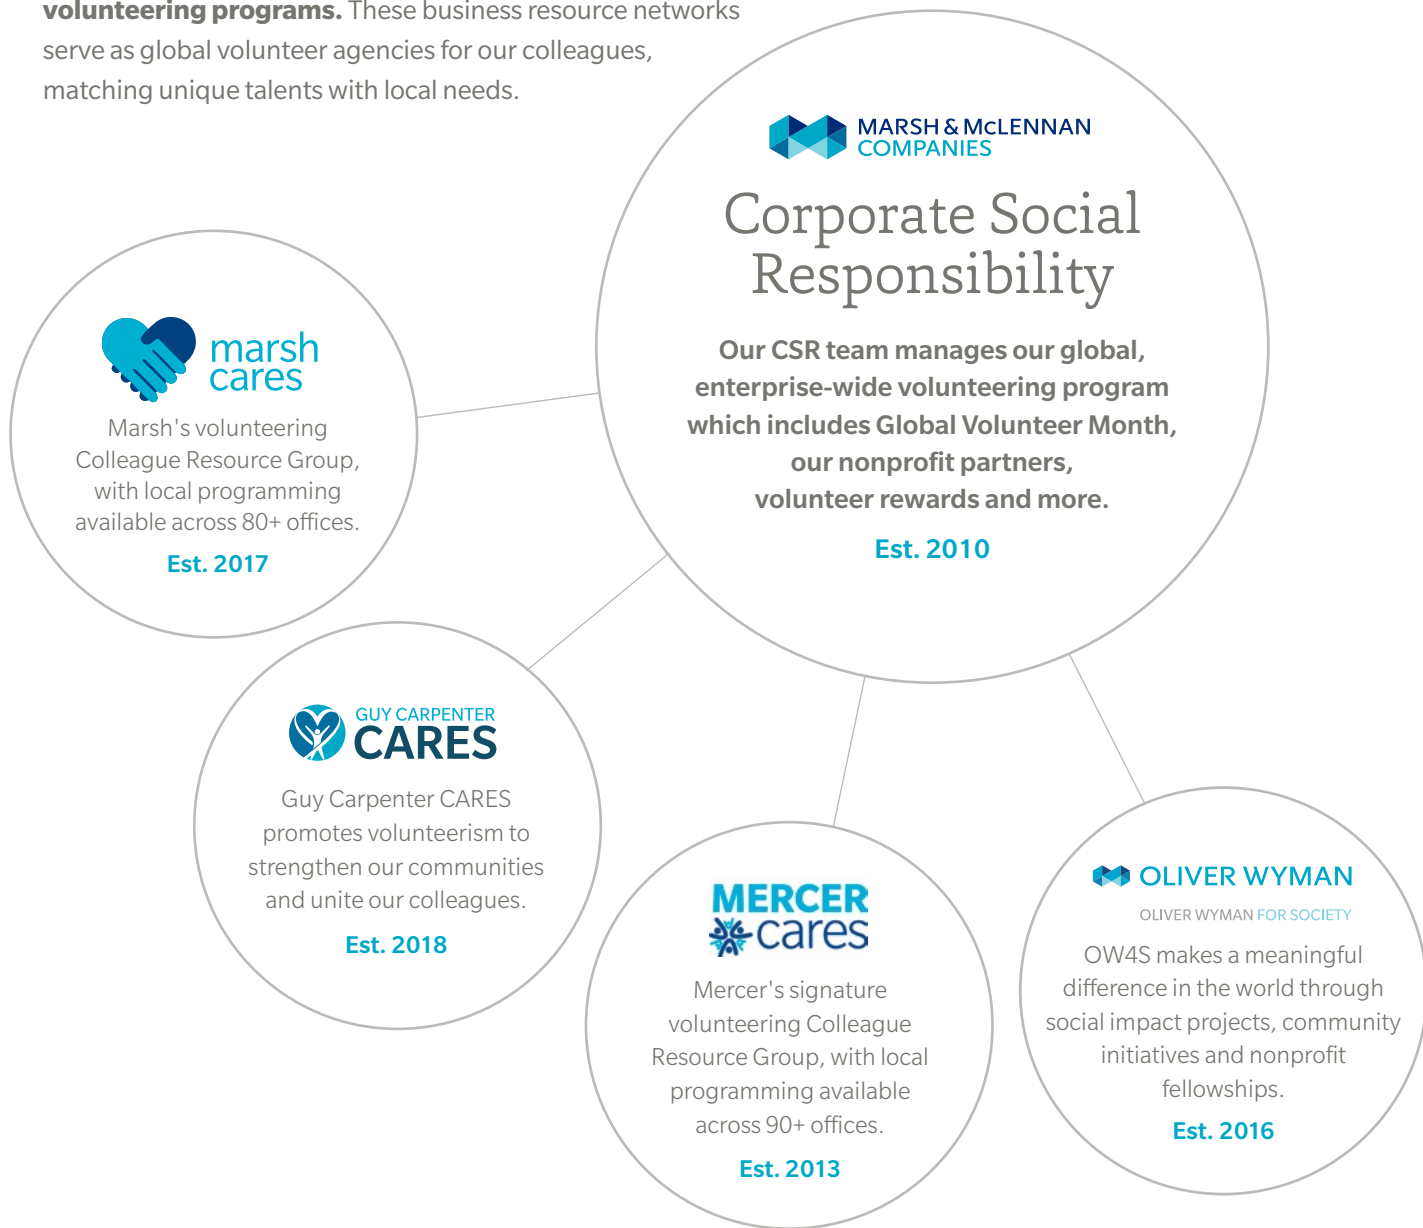 volunteering programs. These business resource networks
serve as global volunteer agencies for our colleagues,
matching unique talents with local needs.
MARSH & McLENNAN
COMPANIES
Corporate Social
Responsibility
Our CSR team manages our global,
enterprise-wide volunteering program
which includes Global Volunteer Month,
our nonprofit partners,
volunteer rewards and more.
Est. 2010
marsh
cares
Marsh's volunteering
Colleague Resource Group,
with local programming
available across 80+ offices.
Est. 2017
GUY CARPENTER
CARES
Guy Carpenter CARES
promotes volunteerism to
strengthen our communities
and unite our colleagues.
Est. 2018
MERCER
cares
Mercer's signature
volunteering Colleague
Resource Group, with local
programming available
across 90+ offices.
Est. 2013
OLIVER WYMAN
OLIVER WYMAN FOR SOCIETY
OW4S makes a meaningful
difference in the world through
social impact projects, community
initiatives and nonprofit
fellowships.
Est. 2016